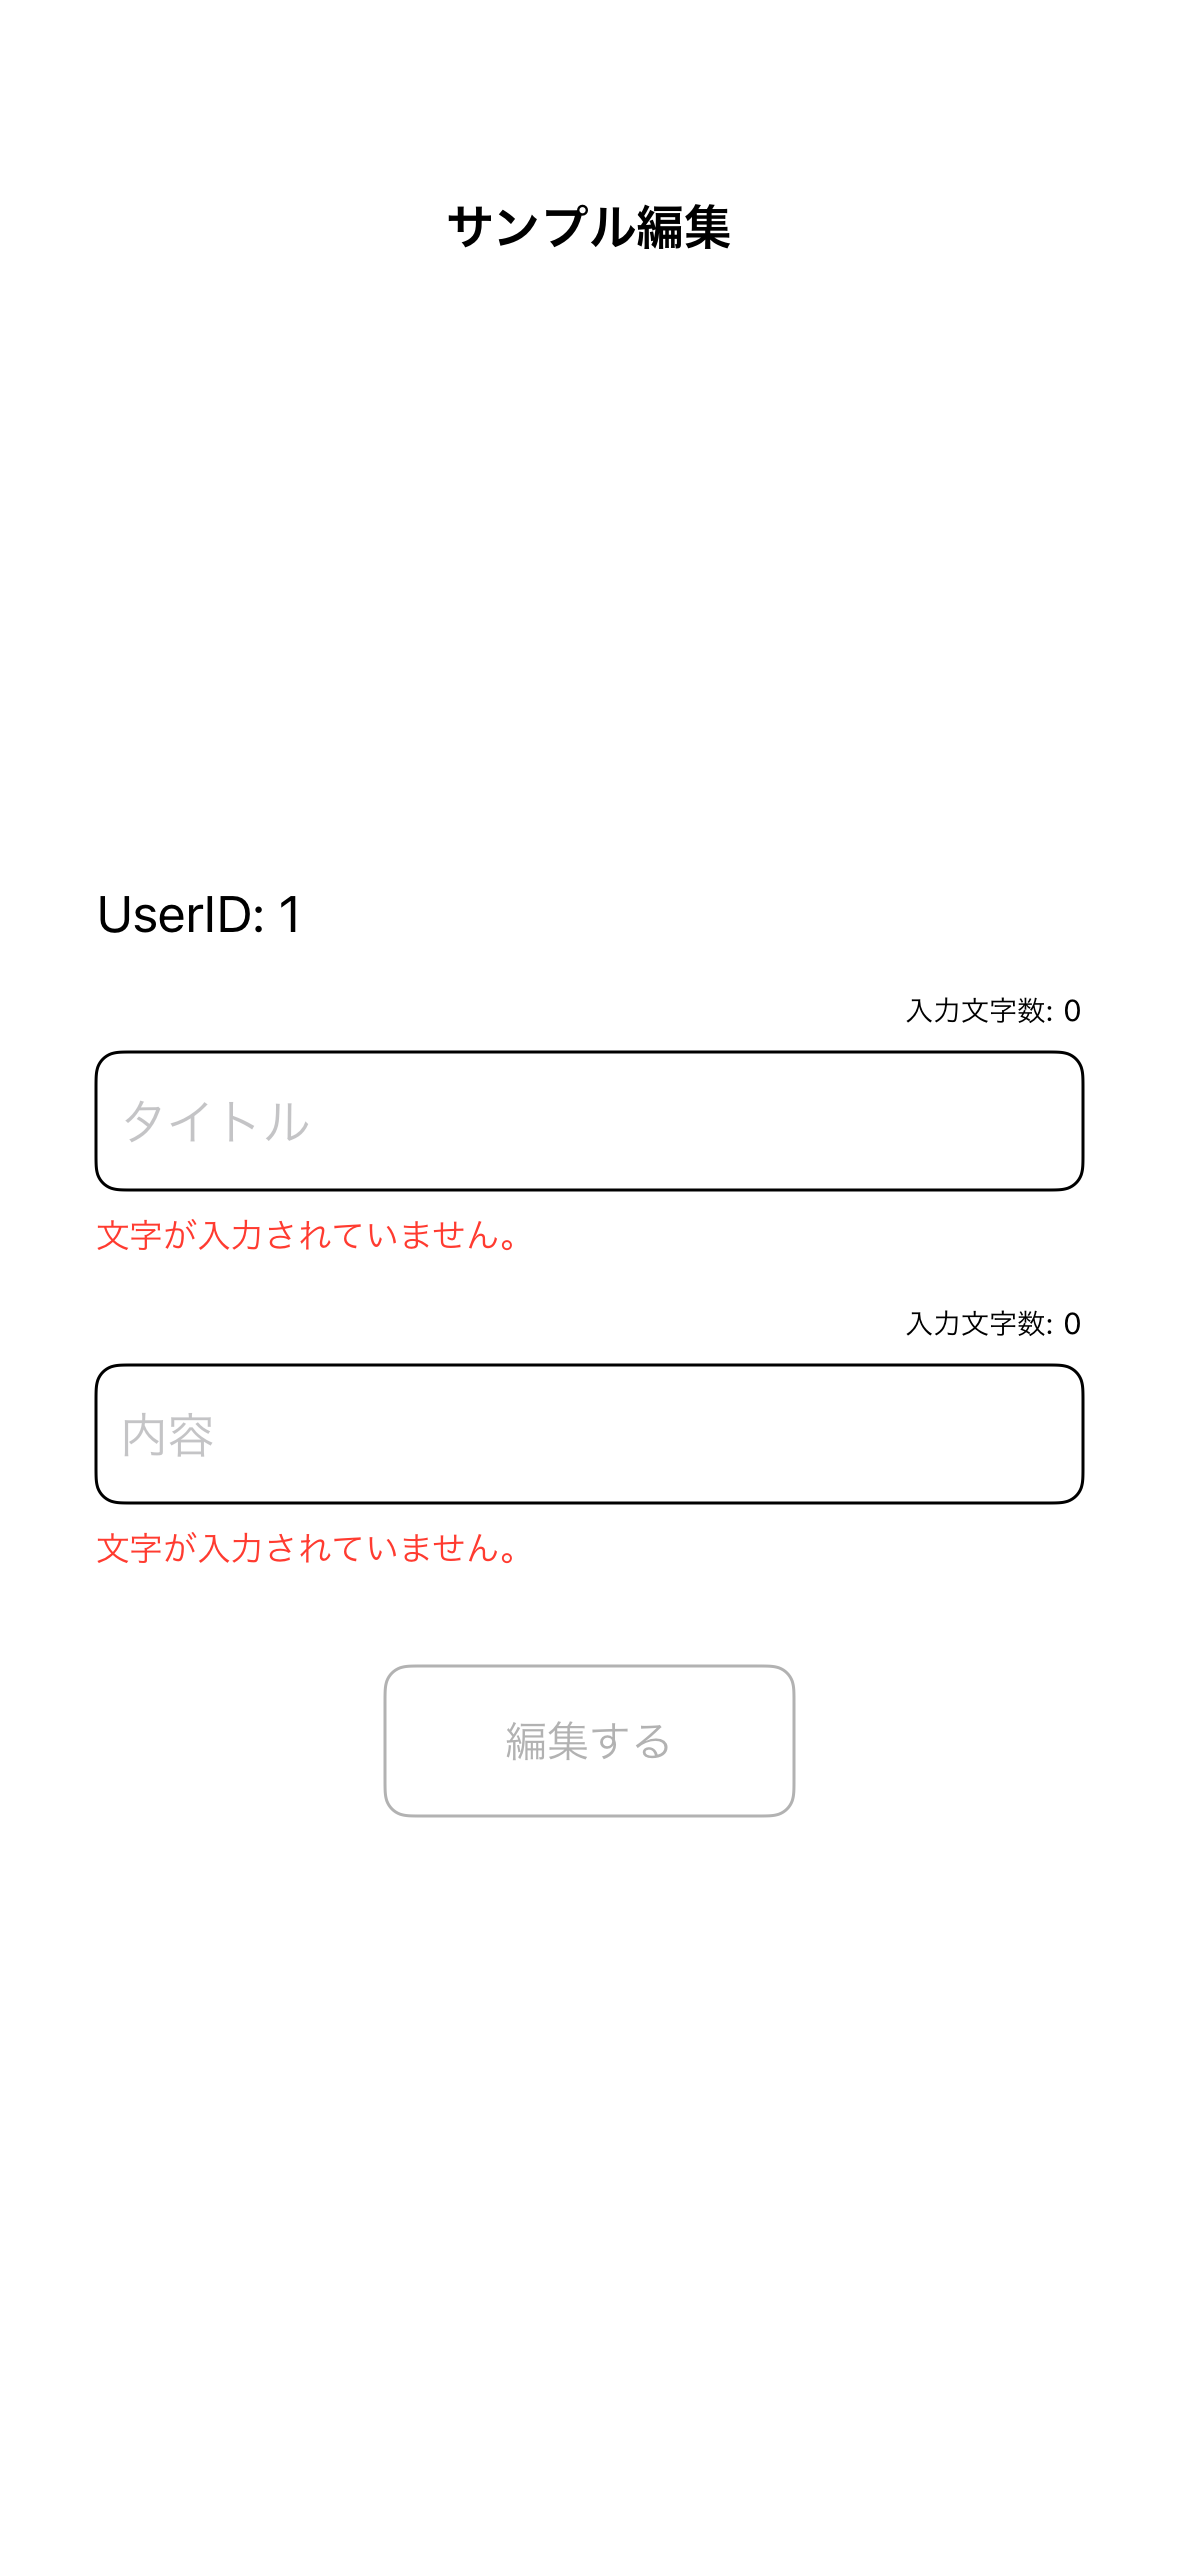 サンプル編集
UserID: 1
入力文字数: 0
タイトル
文字が入力されていません。
入力文字数: 0
内容
文字が入力されていません。
編集する